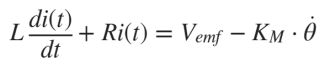 L di(t)/dt + Ri(t) = V_emf − K_M · θ̇